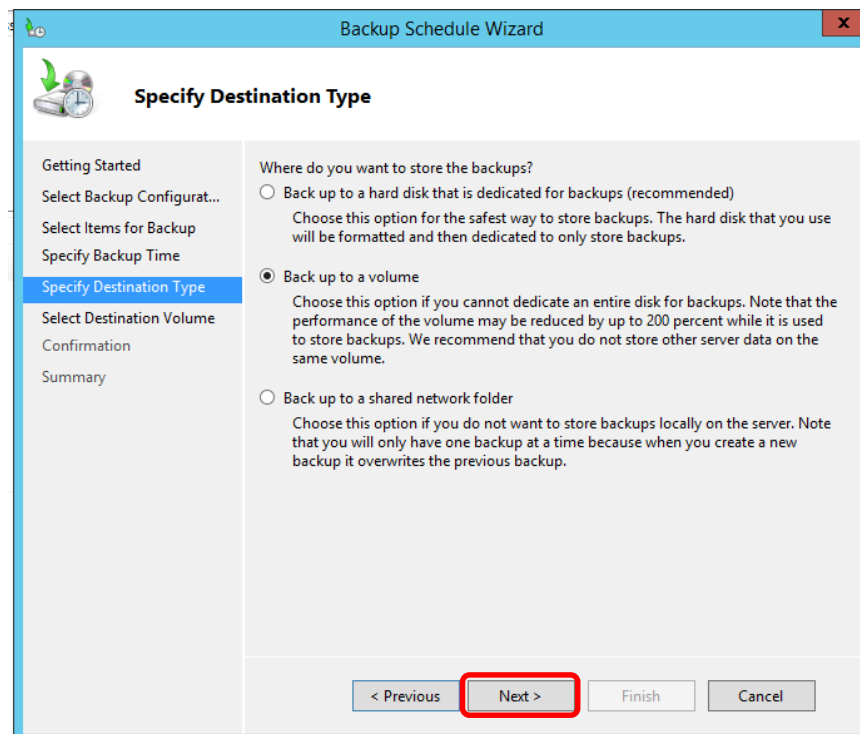 Backup Schedule Wizard
x
Specify Destination Type
Getting Started
Select Backup Configurat...
Select Items for Backup
Specify Backup Time
Specify Destination Type
Select Destination Volume
Confirmation
Summary
Where do you want to store the backups?
Back up to a hard disk that is dedicated for backups (recommended)
Choose this option for the safest way to store backups. The hard disk that you use
will be formatted and then dedicated to only store backups.
Back up to a volume
Choose this option if you cannot dedicate an entire disk for backups. Note that the
performance of the volume may be reduced by up to 200 percent while it is used
to store backups. We recommend that you do not store other server data on the
same volume.
Back up to a shared network folder
Choose this option if you do not want to store backups locally on the server. Note
that you will only have one backup at a time because when you create a new
backup it overwrites the previous backup.
< Previous
Next >
Finish
Cancel